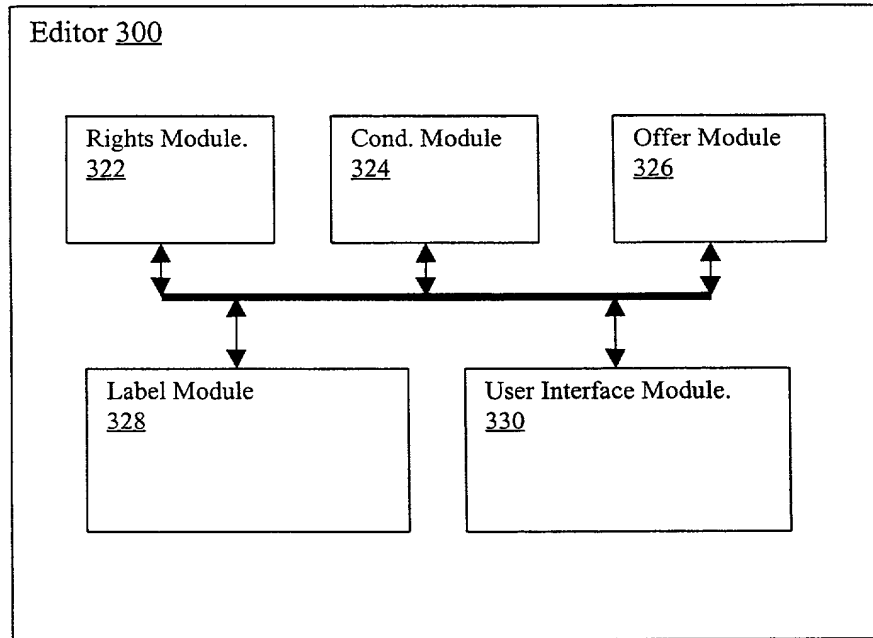 Editor 300
Rights Module.
322
Cond. Module
324
Offer Module
326
Label Module
328
User Interface Module.
330